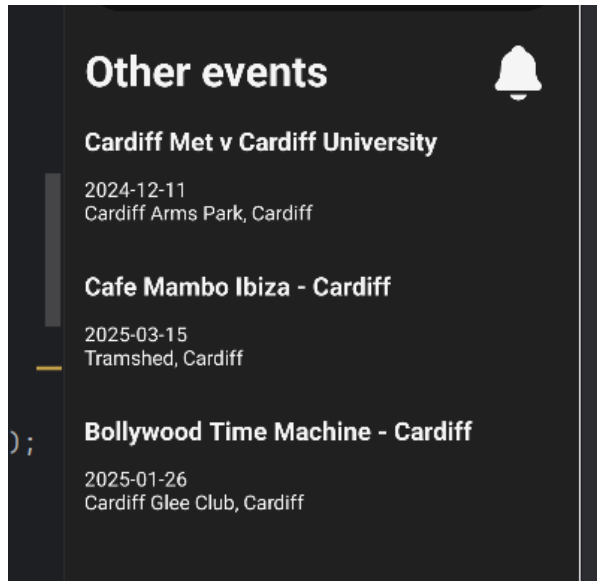 Other events
Cardiff Met v Cardiff University
2024-12-11
Cardiff Arms Park, Cardiff
Cafe Mambo Ibiza - Cardiff
2025-03-15
Tramshed, Cardiff
);
Bollywood Time Machine - Cardiff
2025-01-26
Cardiff Glee Club, Cardiff